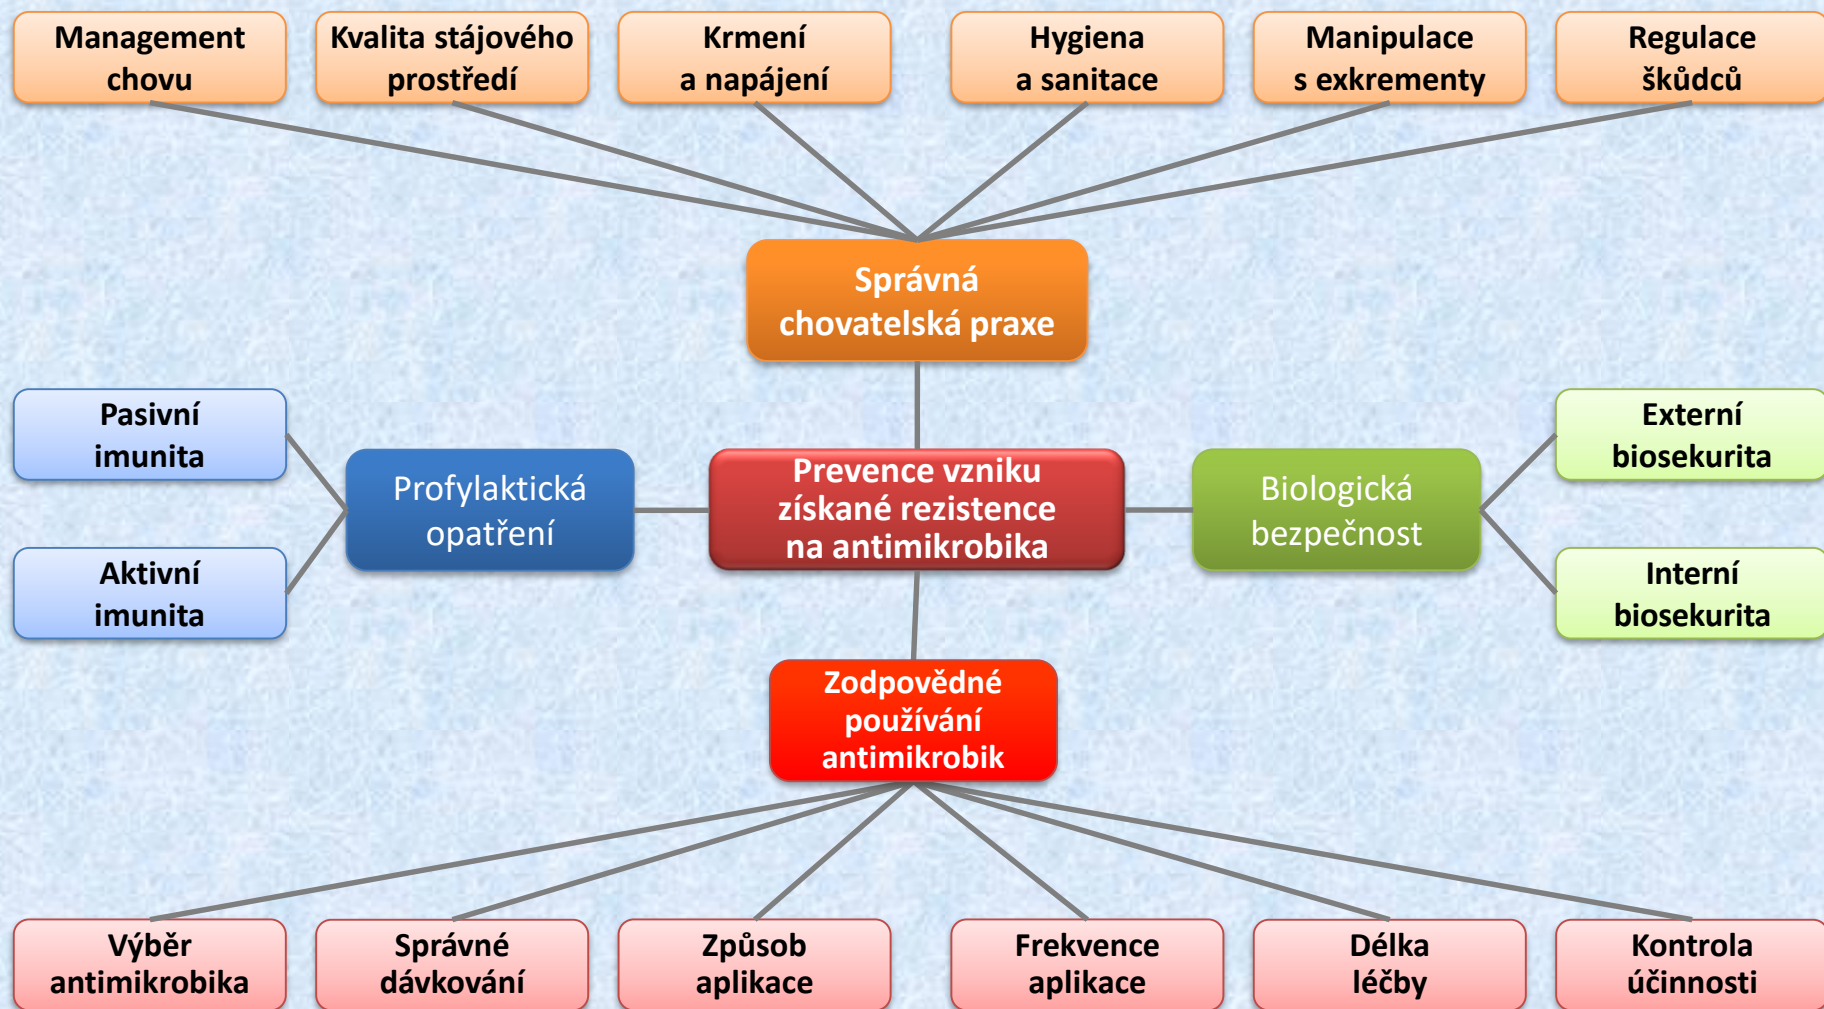 Management
chovu
Kvalita stájového
prostředí
Krmení
a napájení
Hygiena
a sanitace
Manipulace
s exkrementy
Regulace
škůdců
Správná
chovatelská praxe
Pasivní
imunita
Aktivní
imunita
Profylaktická
opatření
Prevence vzniku
získané rezistence
na antimikrobika
Biologická
bezpečnost
Externí
biosekurita
Interní
biosekurita
Zodpovědné
používání
antimikrobik
Výběr
antimikrobika
Správné
dávkování
Způsob
aplikace
Frekvence
aplikace
Délka
léčby
Kontrola
účinnosti